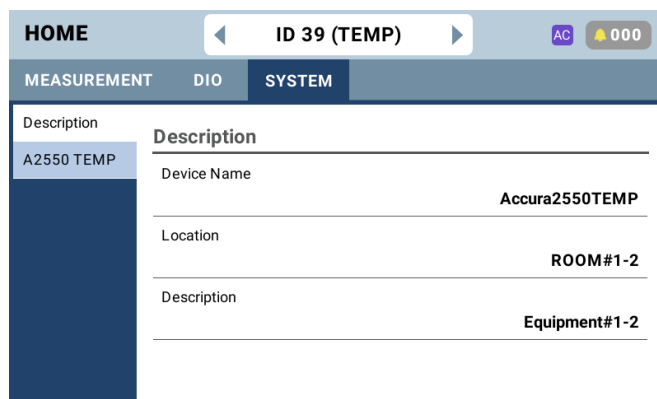 HOME
ID 39 (TEMP)
AC
000
MEASUREMENT DIO SYSTEM
Description
A2550 TEMP
Description
Device Name
Accura2550TEMP
Location
ROOM#1-2
Description
Equipment#1-2